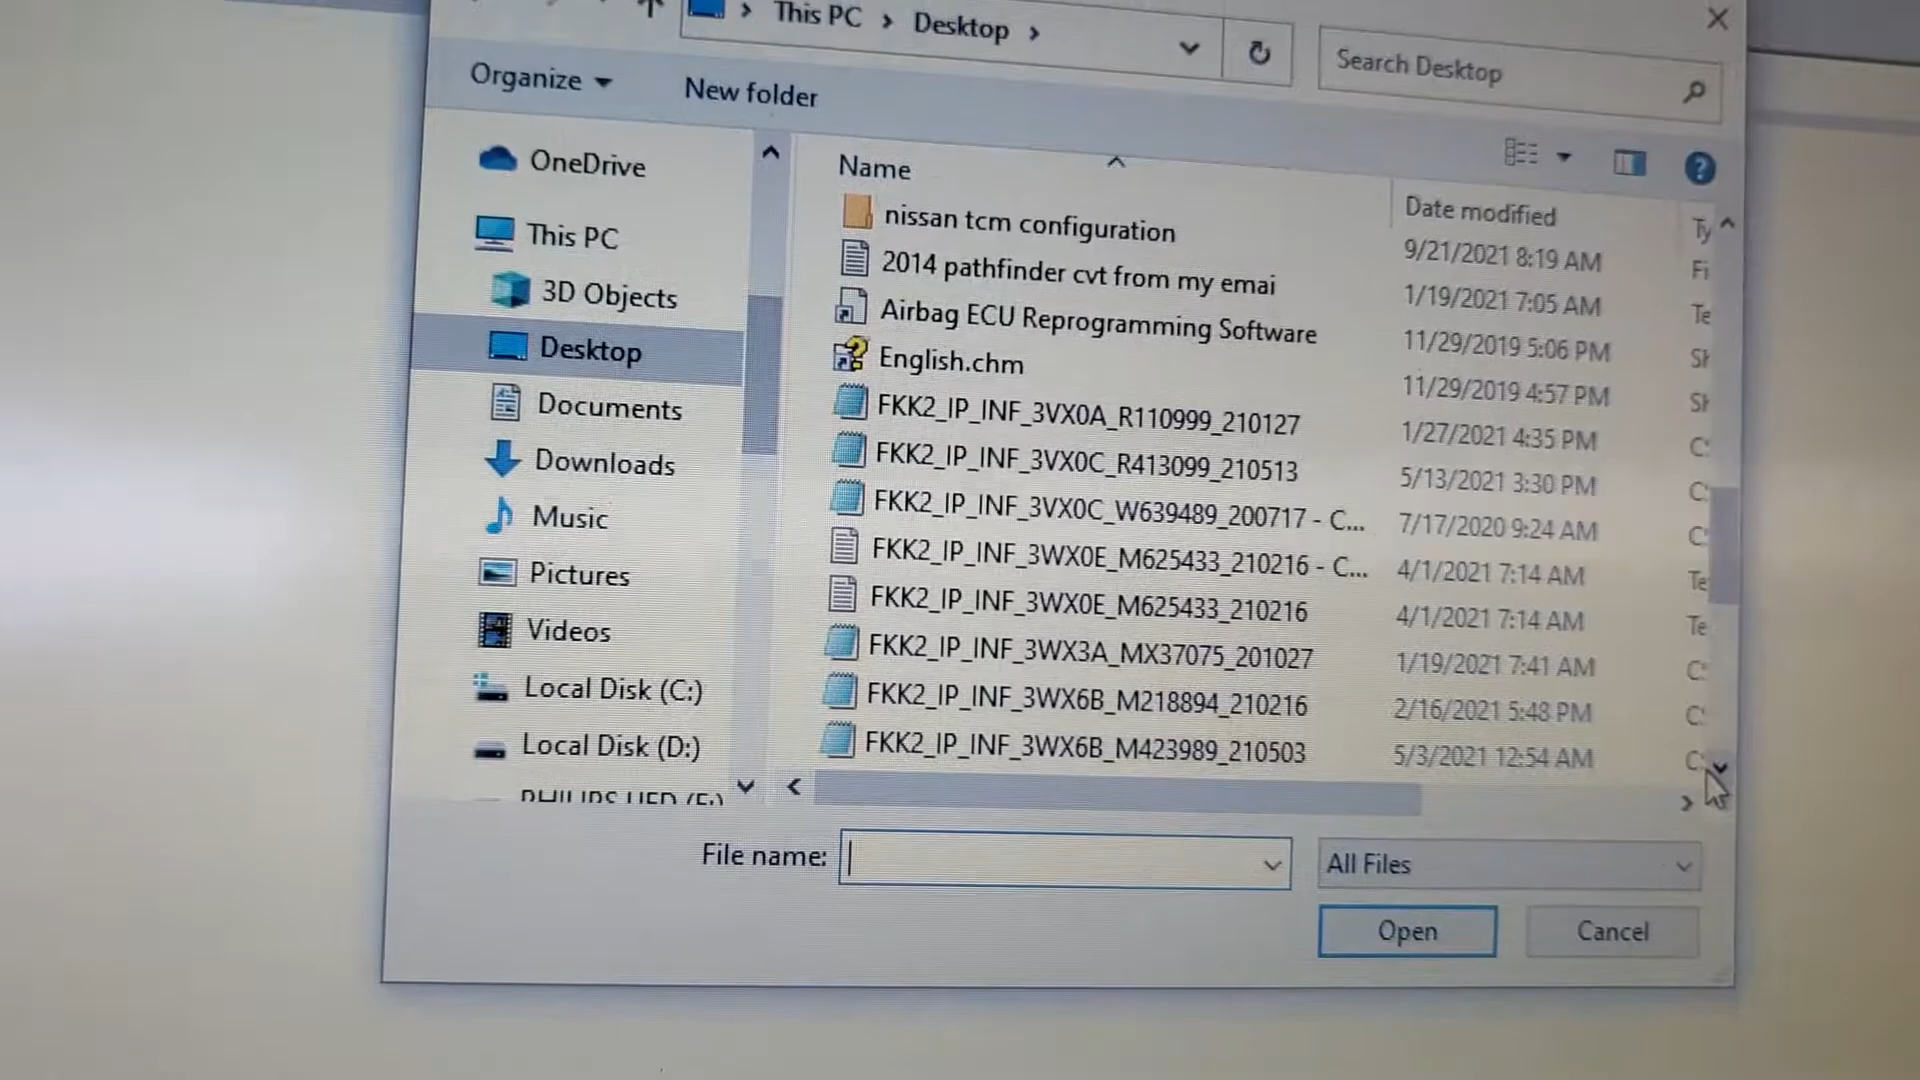 This PC > Desktop >
Search Desktop
Organize
New folder
OneDrive
This PC
3D Objects
Desktop
Documents
Downloads
Music
Pictures
Videos
Local Disk (C:)
Local Disk (D:)
PHILIPS UFD (F:)
Name
Date modified
Ty
nissan tcm configuration
9/21/2021 8:19 AM
Fi
2014 pathfinder cvt from my emai
1/19/2021 7:05 AM
Te
Airbag ECU Reprogramming Software
11/29/2019 5:06 PM
Sh
English.chm
11/29/2019 4:57 PM
Sh
FKK2_IP_INF_3VX0A_R110999_210127
1/27/2021 4:35 PM
FKK2_IP_INF_3VX0C_R413099_210513
5/13/2021 3:30 PM
FKK2_IP_INF_3VX0C_W639489_200717 - C...
7/17/2020 9:24 AM
FKK2_IP_INF_3WX0E_M625433_210216 - C...
4/1/2021 7:14 AM
Te
FKK2_IP_INF_3WX0E_M625433_210216
4/1/2021 7:14 AM
Te
FKK2_IP_INF_3WX3A_MX37075_201027
1/19/2021 7:41 AM
FKK2_IP_INF_3WX6B_M218894_210216
2/16/2021 5:48 PM
FKK2_IP_INF_3WX6B_M423989_210503
5/3/2021 12:54 AM
File name:
All Files
Open
Cancel